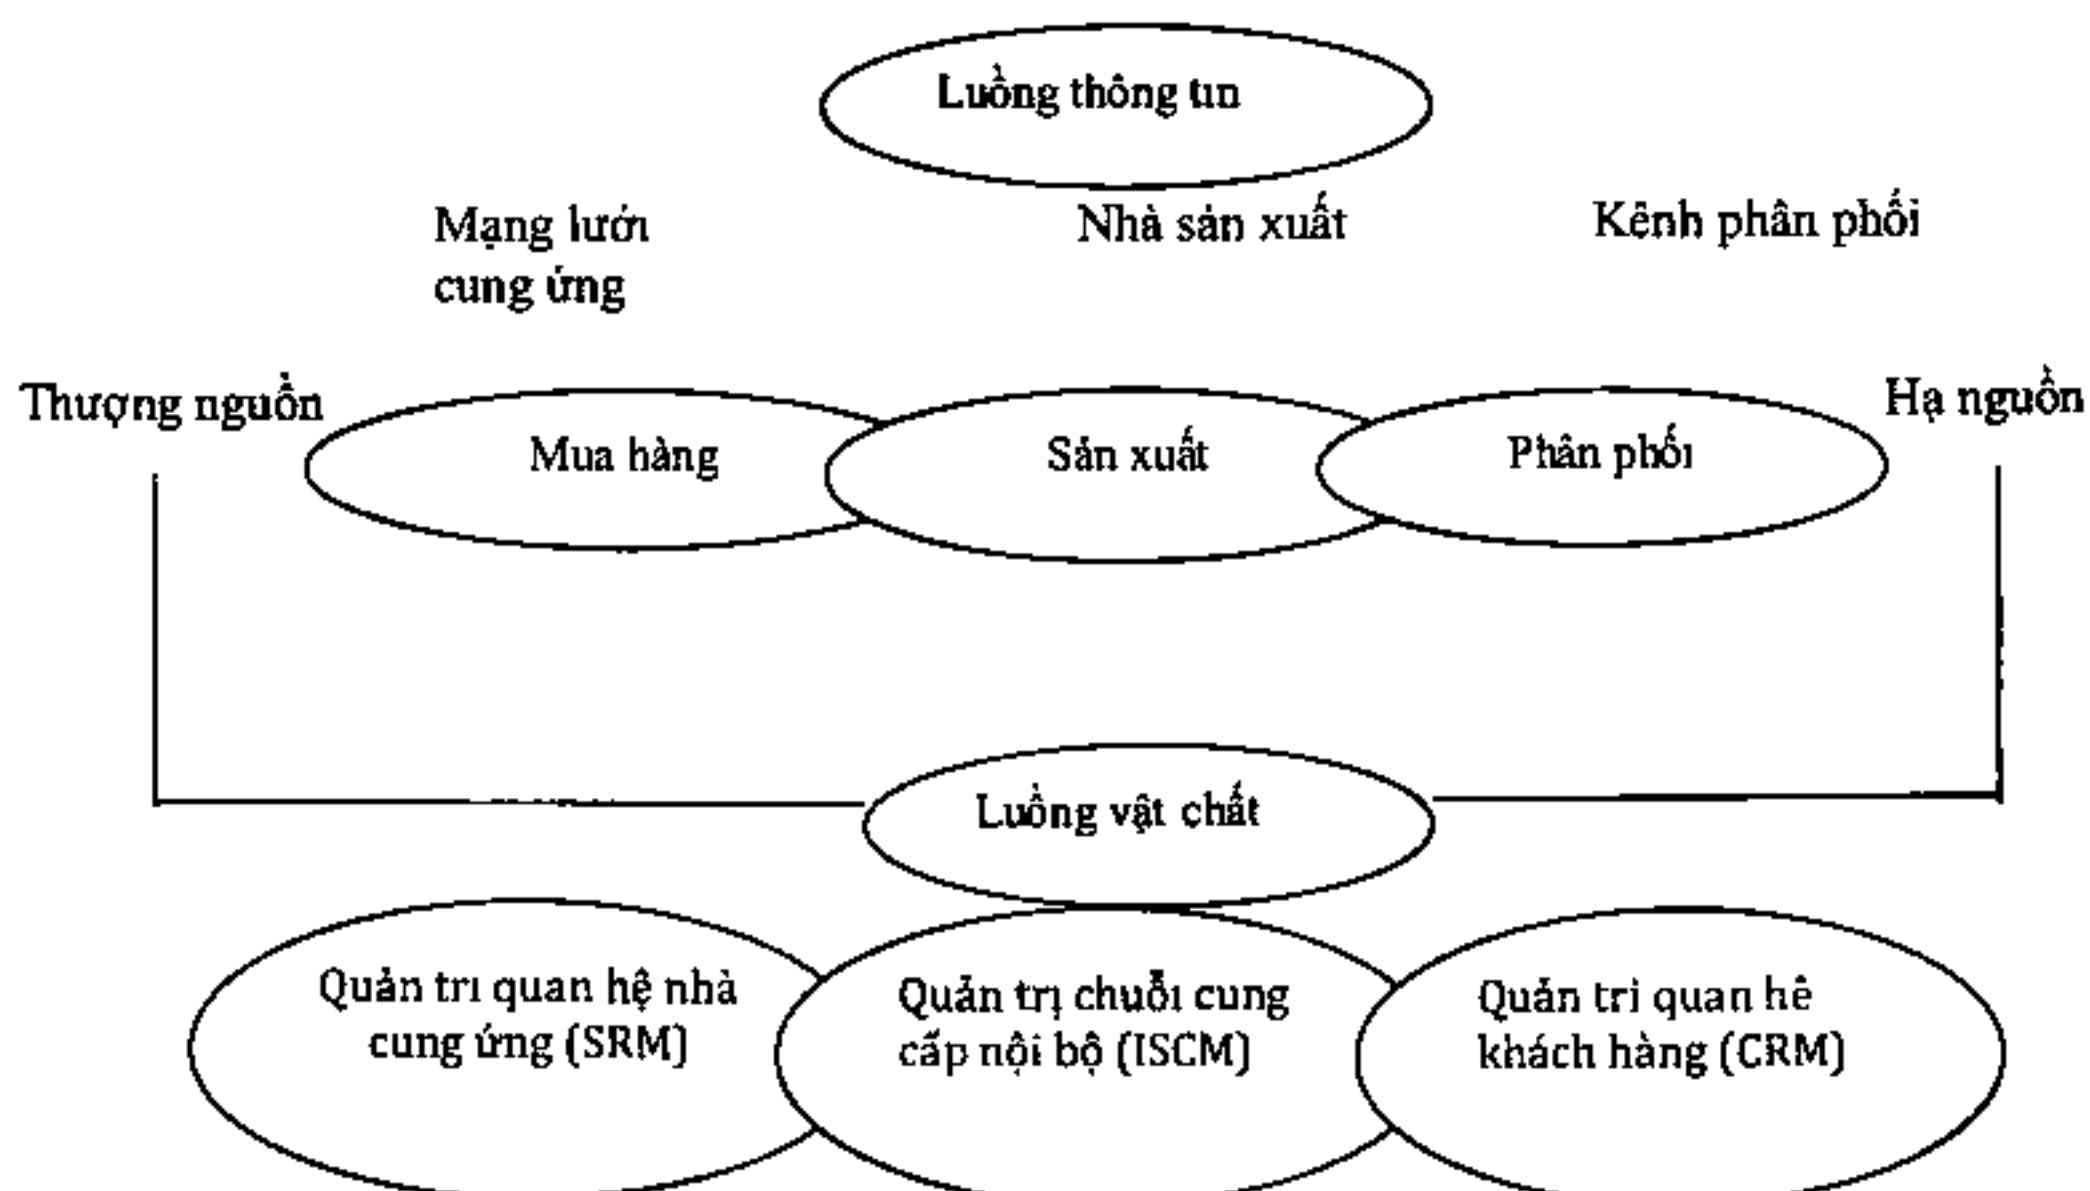 Luồng thông tin
Mạng lưới
cung ứng
Nhà sản xuất
Kênh phân phối
Thượng nguồn
Mua hàng
Sản xuất
Phân phối
Hạ nguồn
Luồng vật chất
Quản trị quan hệ nhà
cung ứng (SRM)
Quản trị chuỗi cung
cấp nội bộ (ISCM)
Quản tri quan hê
khách hàng (CRM)